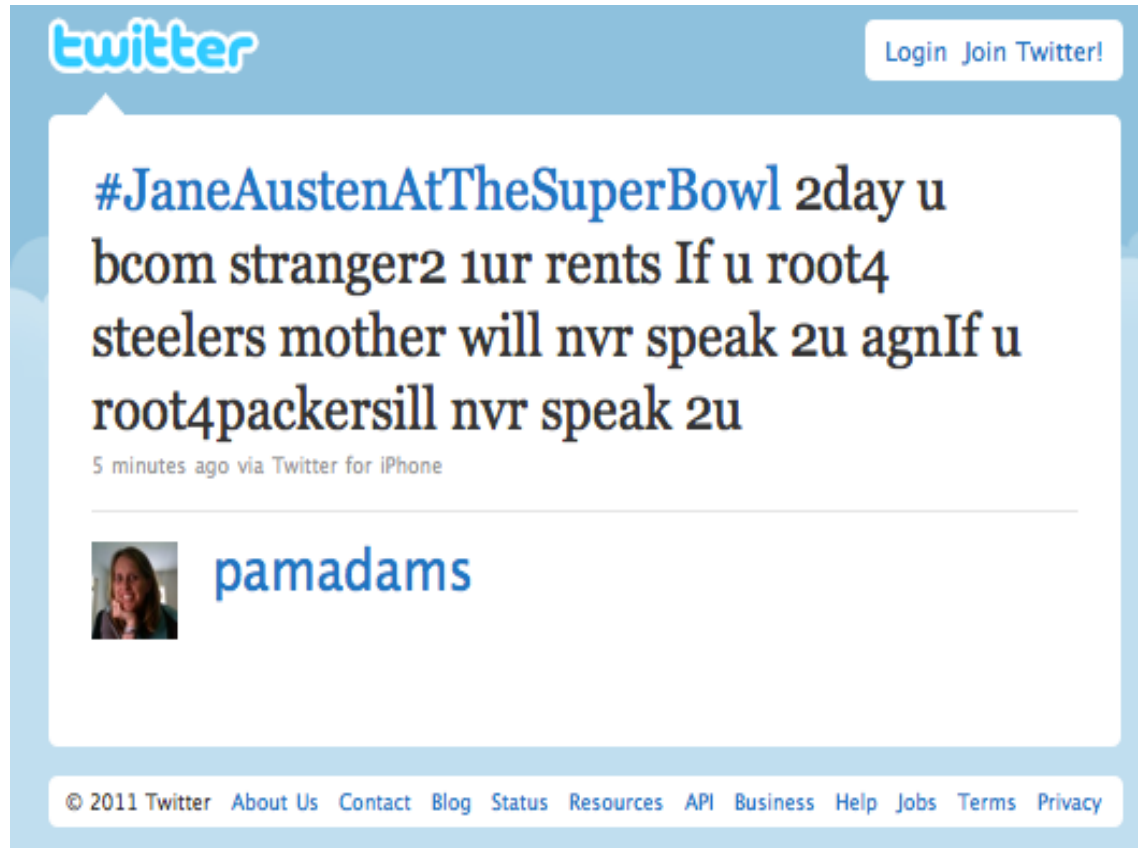 twitter
Login Join Twitter!
#JaneAustenAtTheSuperBowl 2day u
bcom stranger2 1ur rents If u root4
steelers mother will nvr speak 2u agnIf u
root4packersill nvr speak 2u
5 minutes ago via Twitter for iPhone
pamadams
© 2011 Twitter About Us Contact Blog Status Resources API Business Help Jobs Terms Privacy